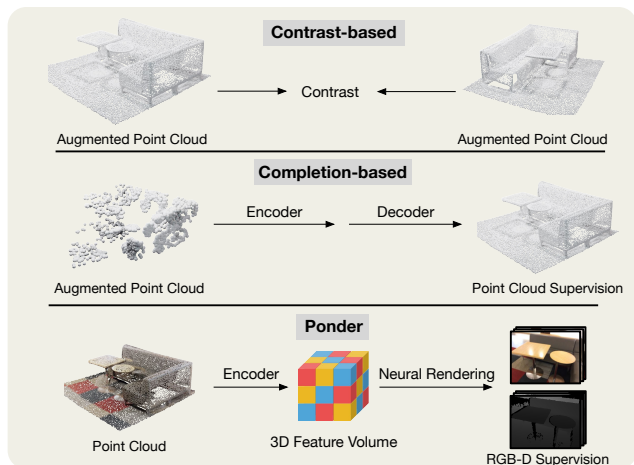 Contrast-based
Contrast
Augmented Point Cloud
Augmented Point Cloud
Completion-based
Encoder
Decoder
Augmented Point Cloud
Point Cloud Supervision
Ponder
Encoder
Neural Rendering
Point Cloud
3D Feature Volume
RGB-D Supervision